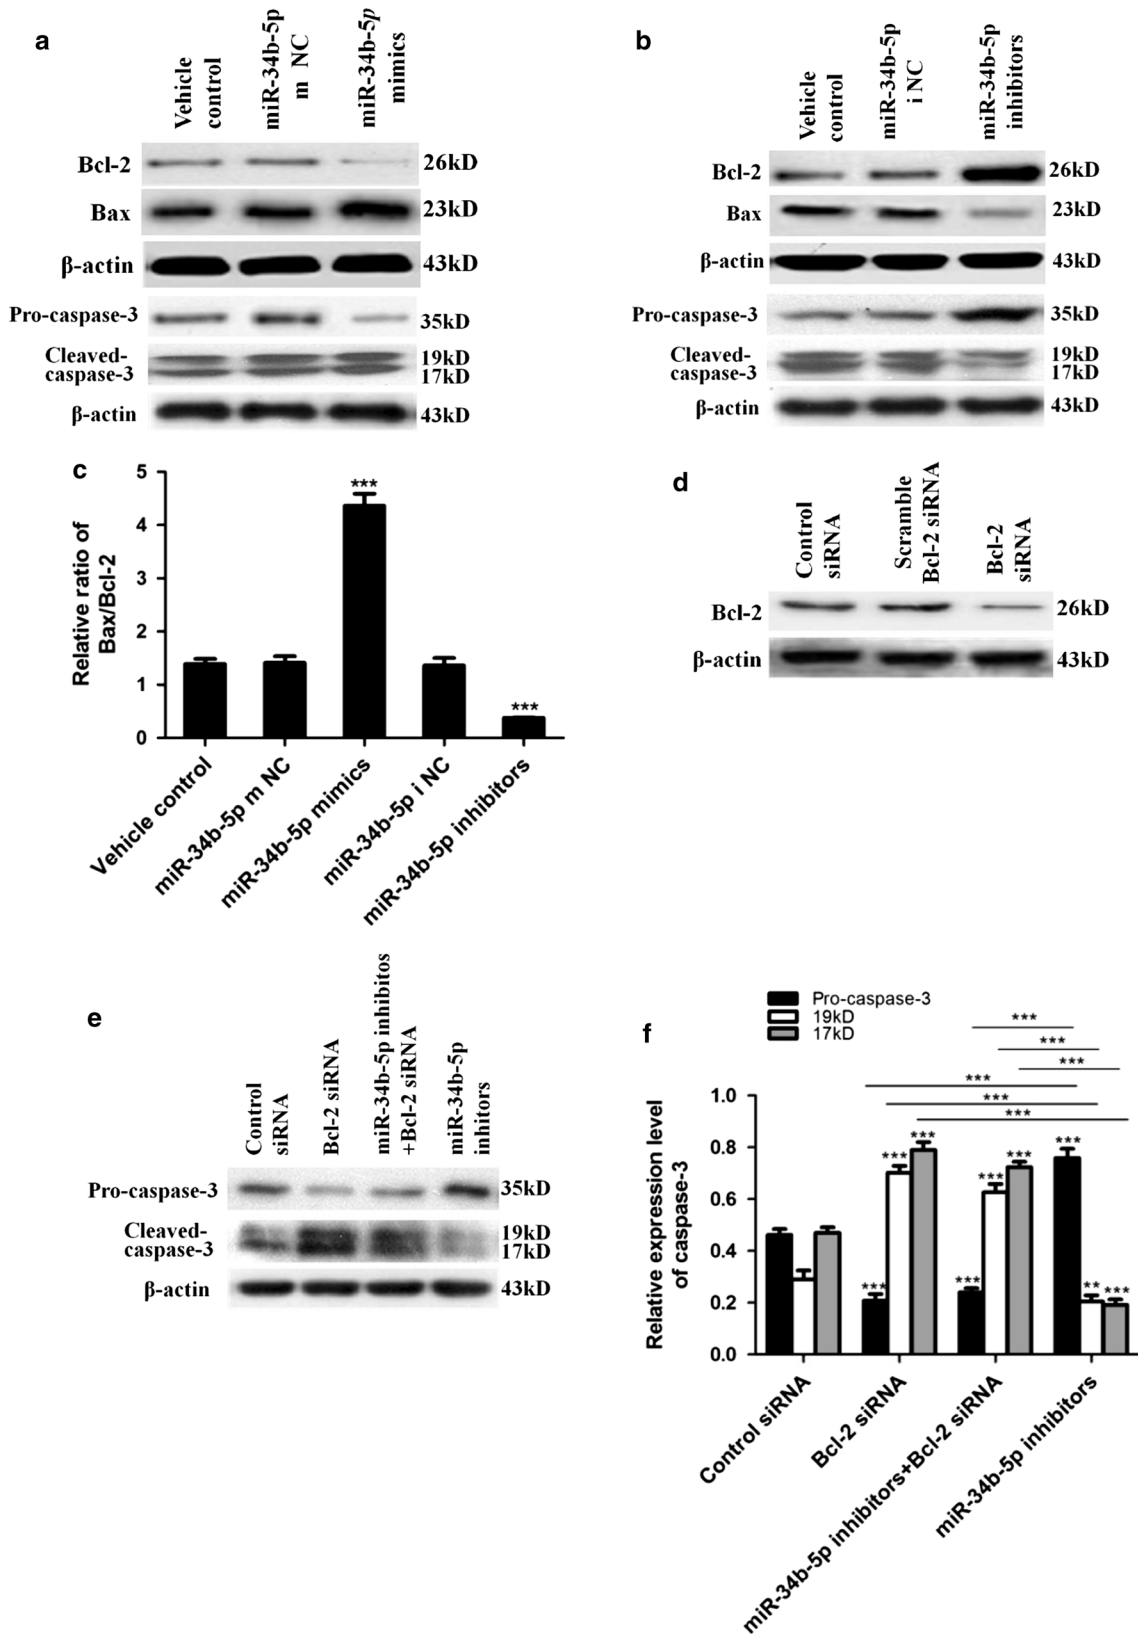 a
Vehicle
control
miR-34b-5p
m NC
miR-34b-5p
mimics
Bcl-2
26kD
Bax
23kD
β-actin
43kD
Pro-caspase-3
35kD
Cleaved-
caspase-3
19kD
17kD
β-actin
43kD
b
Vehicle
control
miR-34b-5p
i NC
miR-34b-5p
inhibitors
Bcl-2
26kD
Bax
23kD
β-actin
43kD
Pro-caspase-3
35kD
Cleaved-
caspase-3
19kD
17kD
β-actin
43kD
c
Relative ratio of
Bax/Bcl-2
5
4
3
2
1
0
***
***
Vehicle control
miR-34b-5p m NC
miR-34b-5p mimics
miR-34b-5p i NC
miR-34b-5p inhibitors
d
Control
siRNA
Scramble
Bcl-2 siRNA
Bcl-2
siRNA
Bcl-2
26kD
β-actin
43kD
e
Control
siRNA
Bcl-2 siRNA
miR-34b-5p inhibitos
+Bcl-2 siRNA
miR-34b-5p
inhitors
Pro-caspase-3
35kD
Cleaved-
caspase-3
19kD
17kD
β-actin
43kD
f
Pro-caspase-3
19kD
17kD
***
***
***
***
***
***
Relative expression level
of caspase-3
1.0
0.8
0.6
0.4
0.2
0.0
***
***
***
***
***
***
***
**
***
Control siRNA
Bcl-2 siRNA
miR-34b-5p inhibitors+Bcl-2 siRNA
miR-34b-5p inhibitors